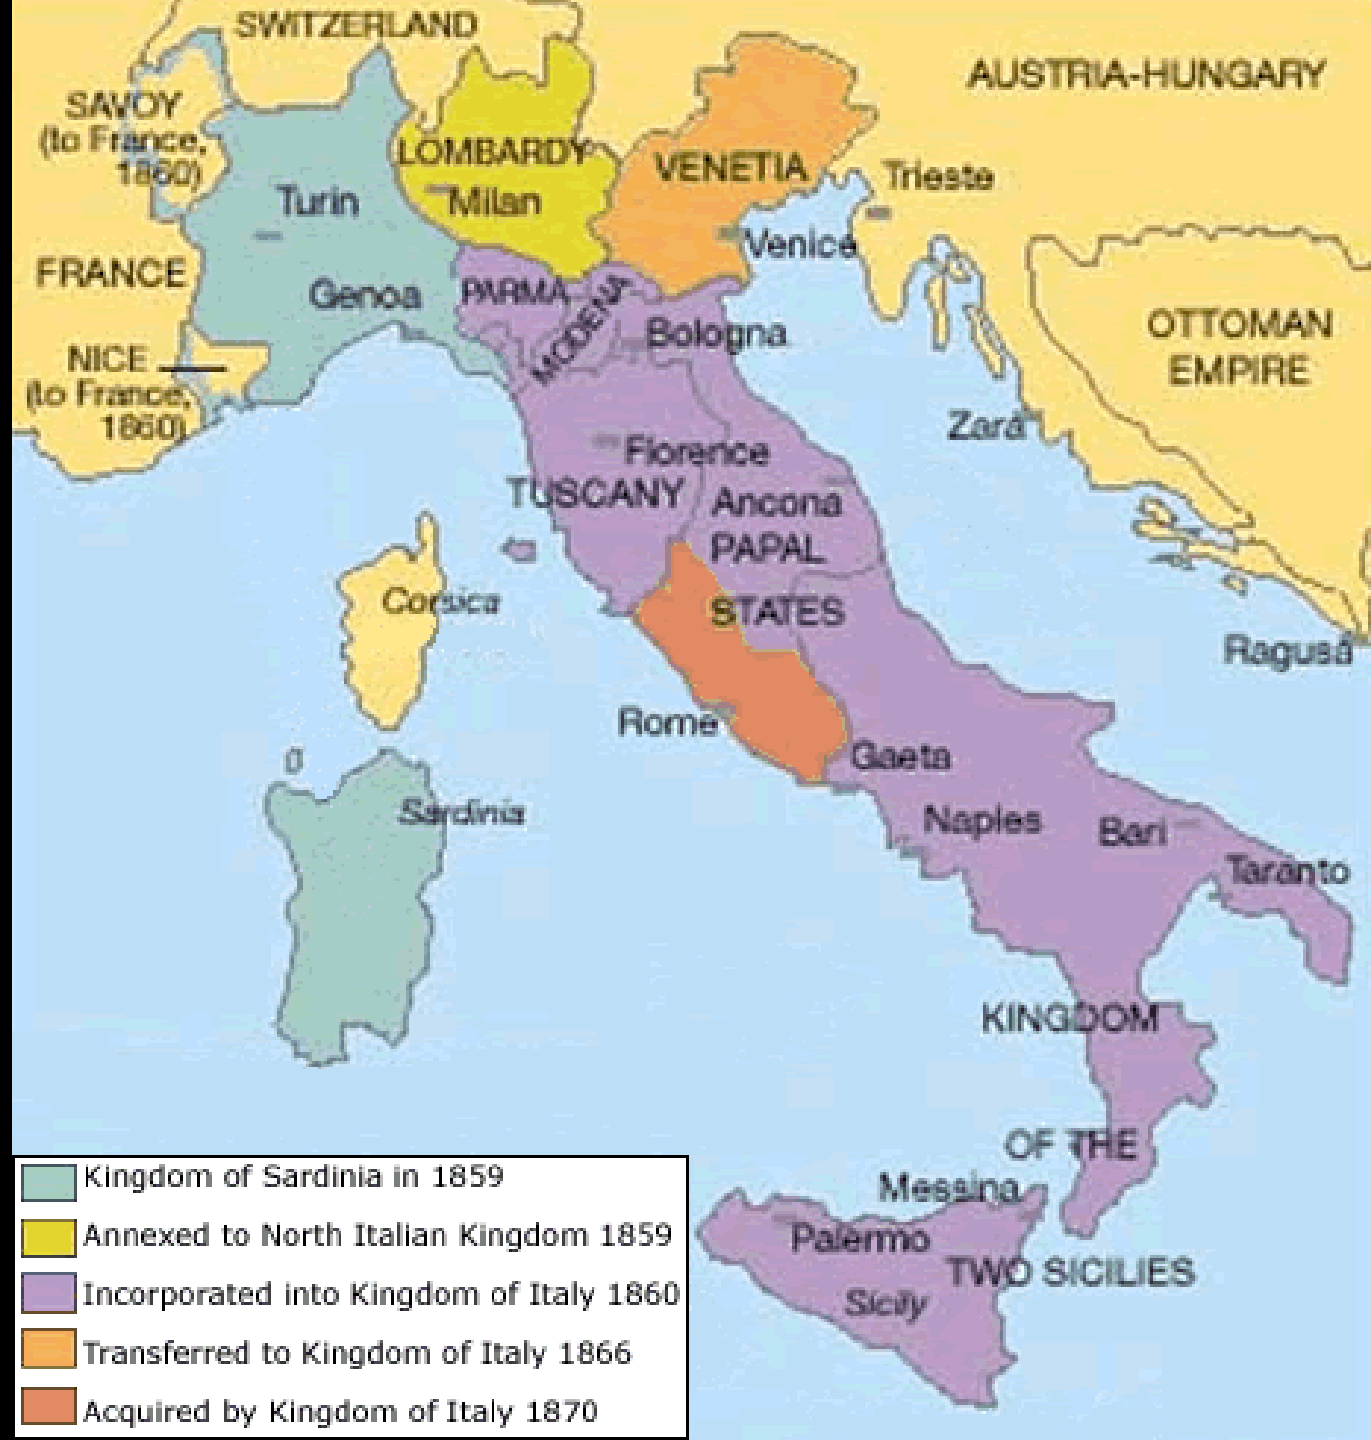 SWITZERLAND
AUSTRIA-HUNGARY
SAVOY
(to France,
1860)
LOMBARDY
VENETIA
Trieste
Turin
Milan
Venice
FRANCE
Genoa
PARMA
MODENA
Bologna
OTTOMAN
EMPIRE
NICE
(to France,
1860)
Zara
Florence
TUSCANY
Ancona
PAPAL
STATES
Corsica
Ragusa
Rome
Gaeta
Sardinia
Naples
Bari
Taranto
KINGDOM
OF THE
TWO SICILIES
Messina
Palermo
Sicily
Kingdom of Sardinia in 1859
Annexed to North Italian Kingdom 1859
Incorporated into Kingdom of Italy 1860
Transferred to Kingdom of Italy 1866
Acquired by Kingdom of Italy 1870